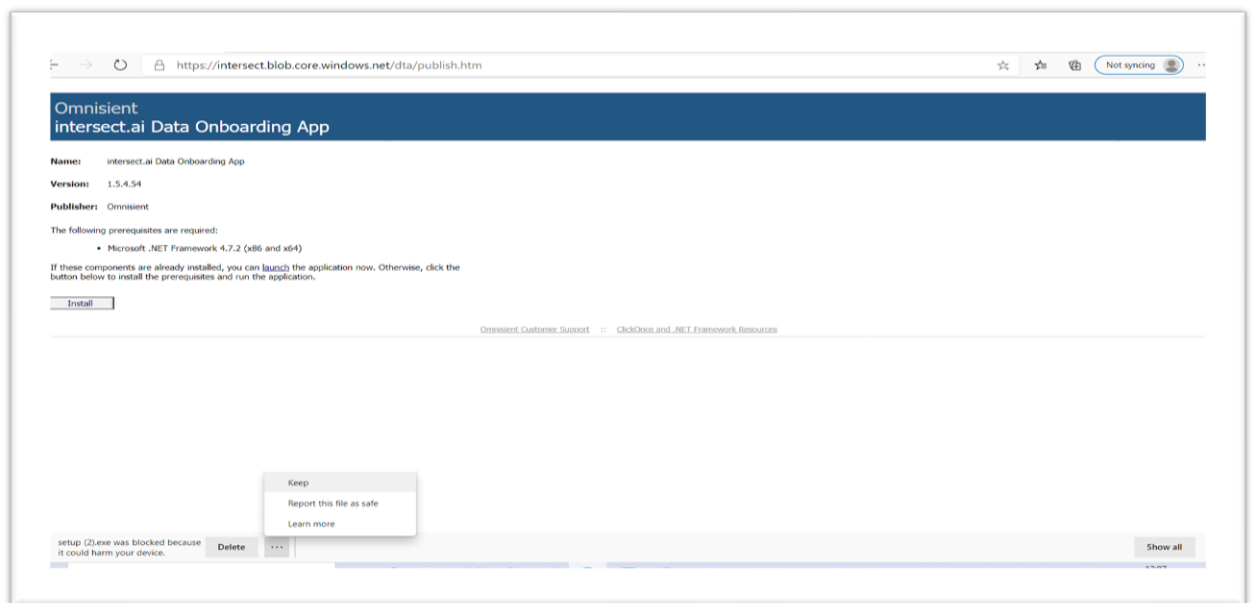 https://intersect.blob.core.windows.net/dta/publish.htm
Not syncing
Omnisient
intersect.ai Data Onboarding App
Name: intersect.ai Data Onboarding App
Version: 1.5.4.54
Publisher: Omnisient
The following prerequisites are required:
• Microsoft .NET Framework 4.7.2 (x86 and x64)
If these components are already installed, you can launch the application now. Otherwise, click the
button below to install the prerequisites and run the application.
Install
Omnisient Customer Support :: ClickOnce and .NET Framework Resources
Keep
Report this file as safe
Learn more
setup (2).exe was blocked because
it could harm your device.
Delete
...
Show all